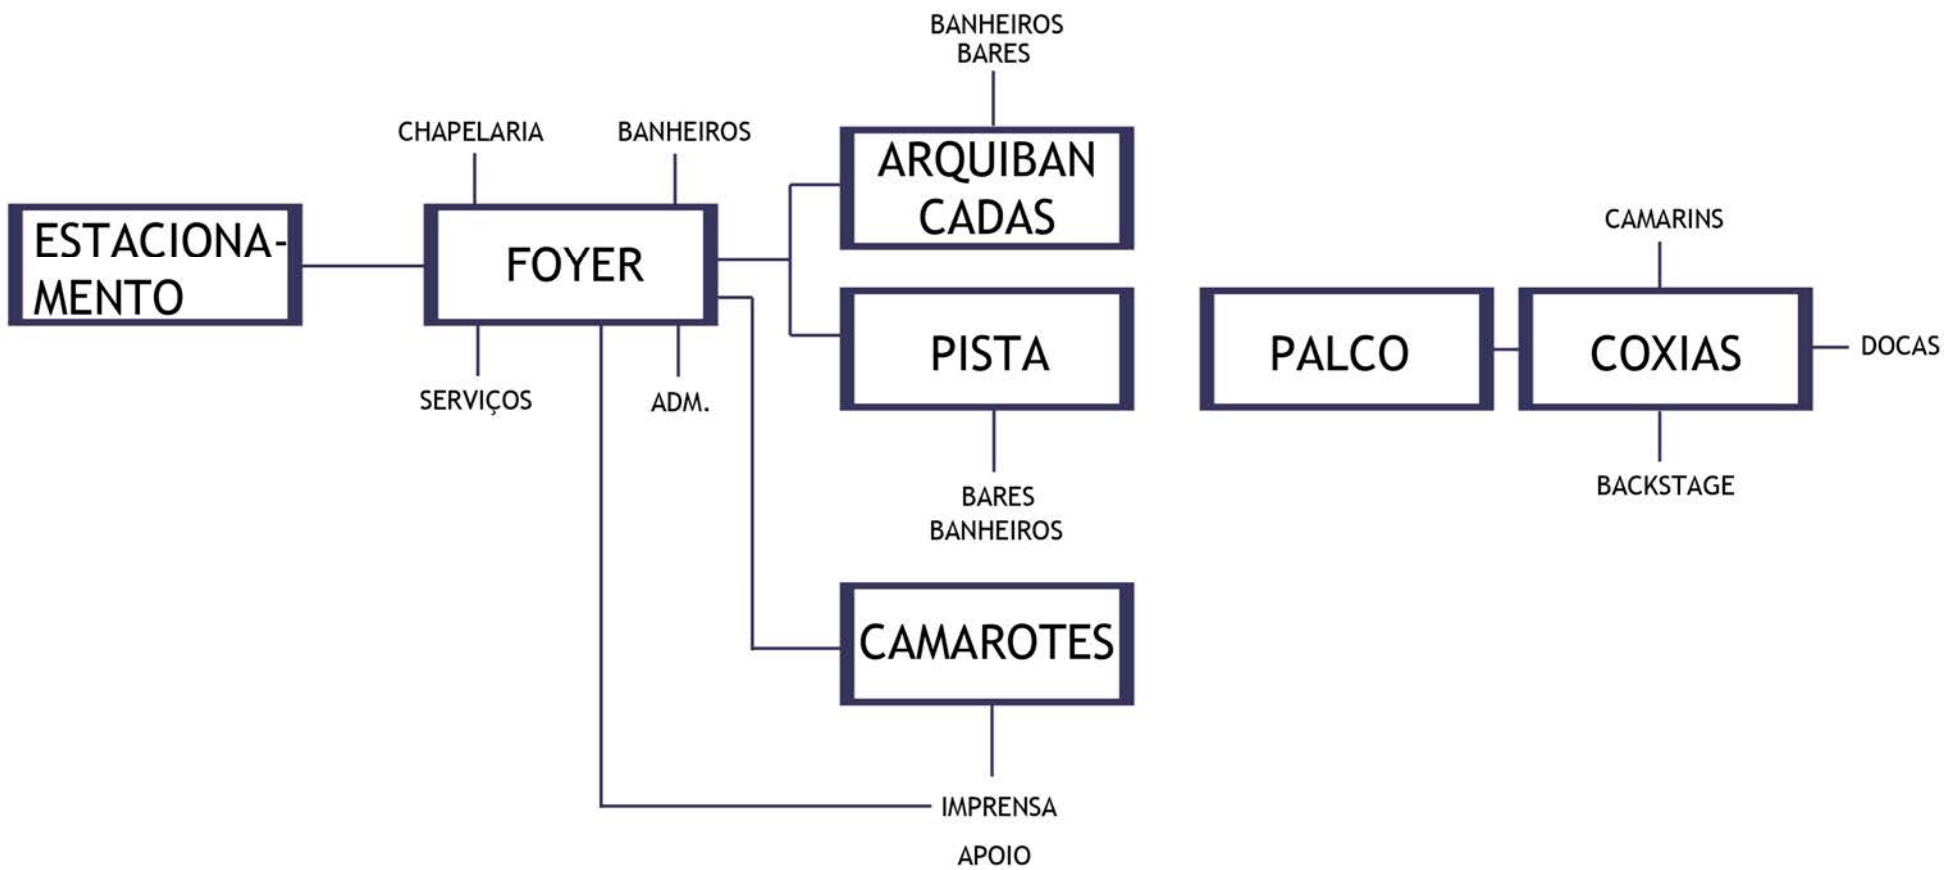 BANHEIROS
BARES
CHAPELARIA
BANHEIROS
ARQUIBAN
CADAS
ESTACIONA-
MENTO
FOYER
CAMARINS
PISTA
PALCO
COXIAS
DOCAS
SERVIÇOS
ADM.
BACKSTAGE
BARES
BANHEIROS
CAMAROTES
IMPRENSA
APOIO